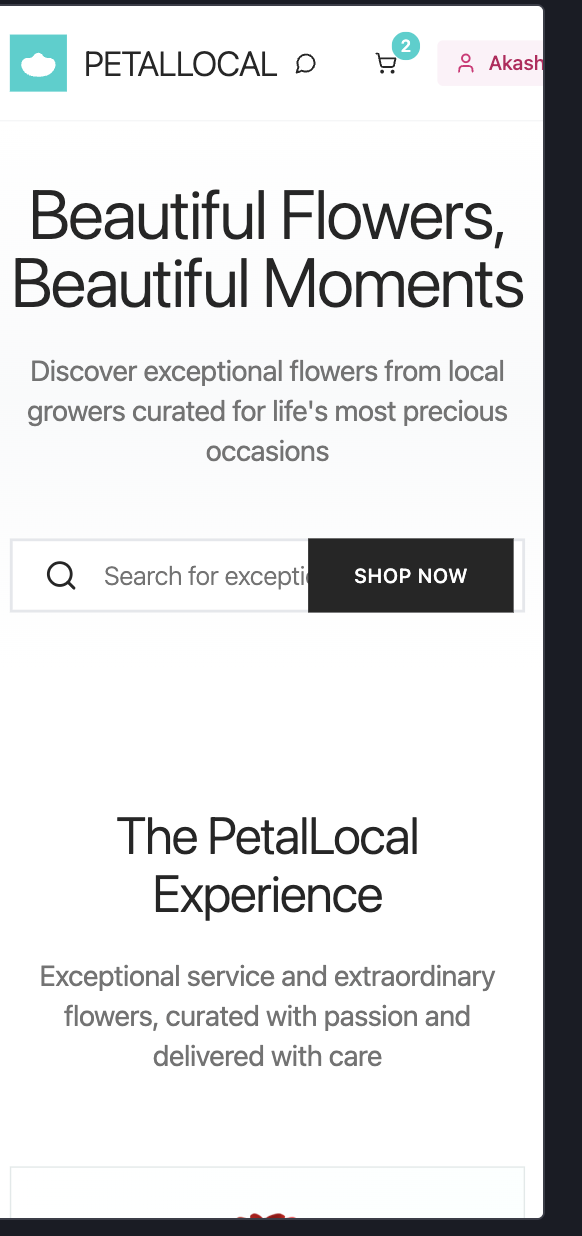 PETALLOCAL
2
Akash
Beautiful Flowers,
Beautiful Moments
Discover exceptional flowers from local
growers curated for life's most precious
occasions
Search for excepti
SHOP NOW
The PetalLocal
Experience
Exceptional service and extraordinary
flowers, curated with passion and
delivered with care